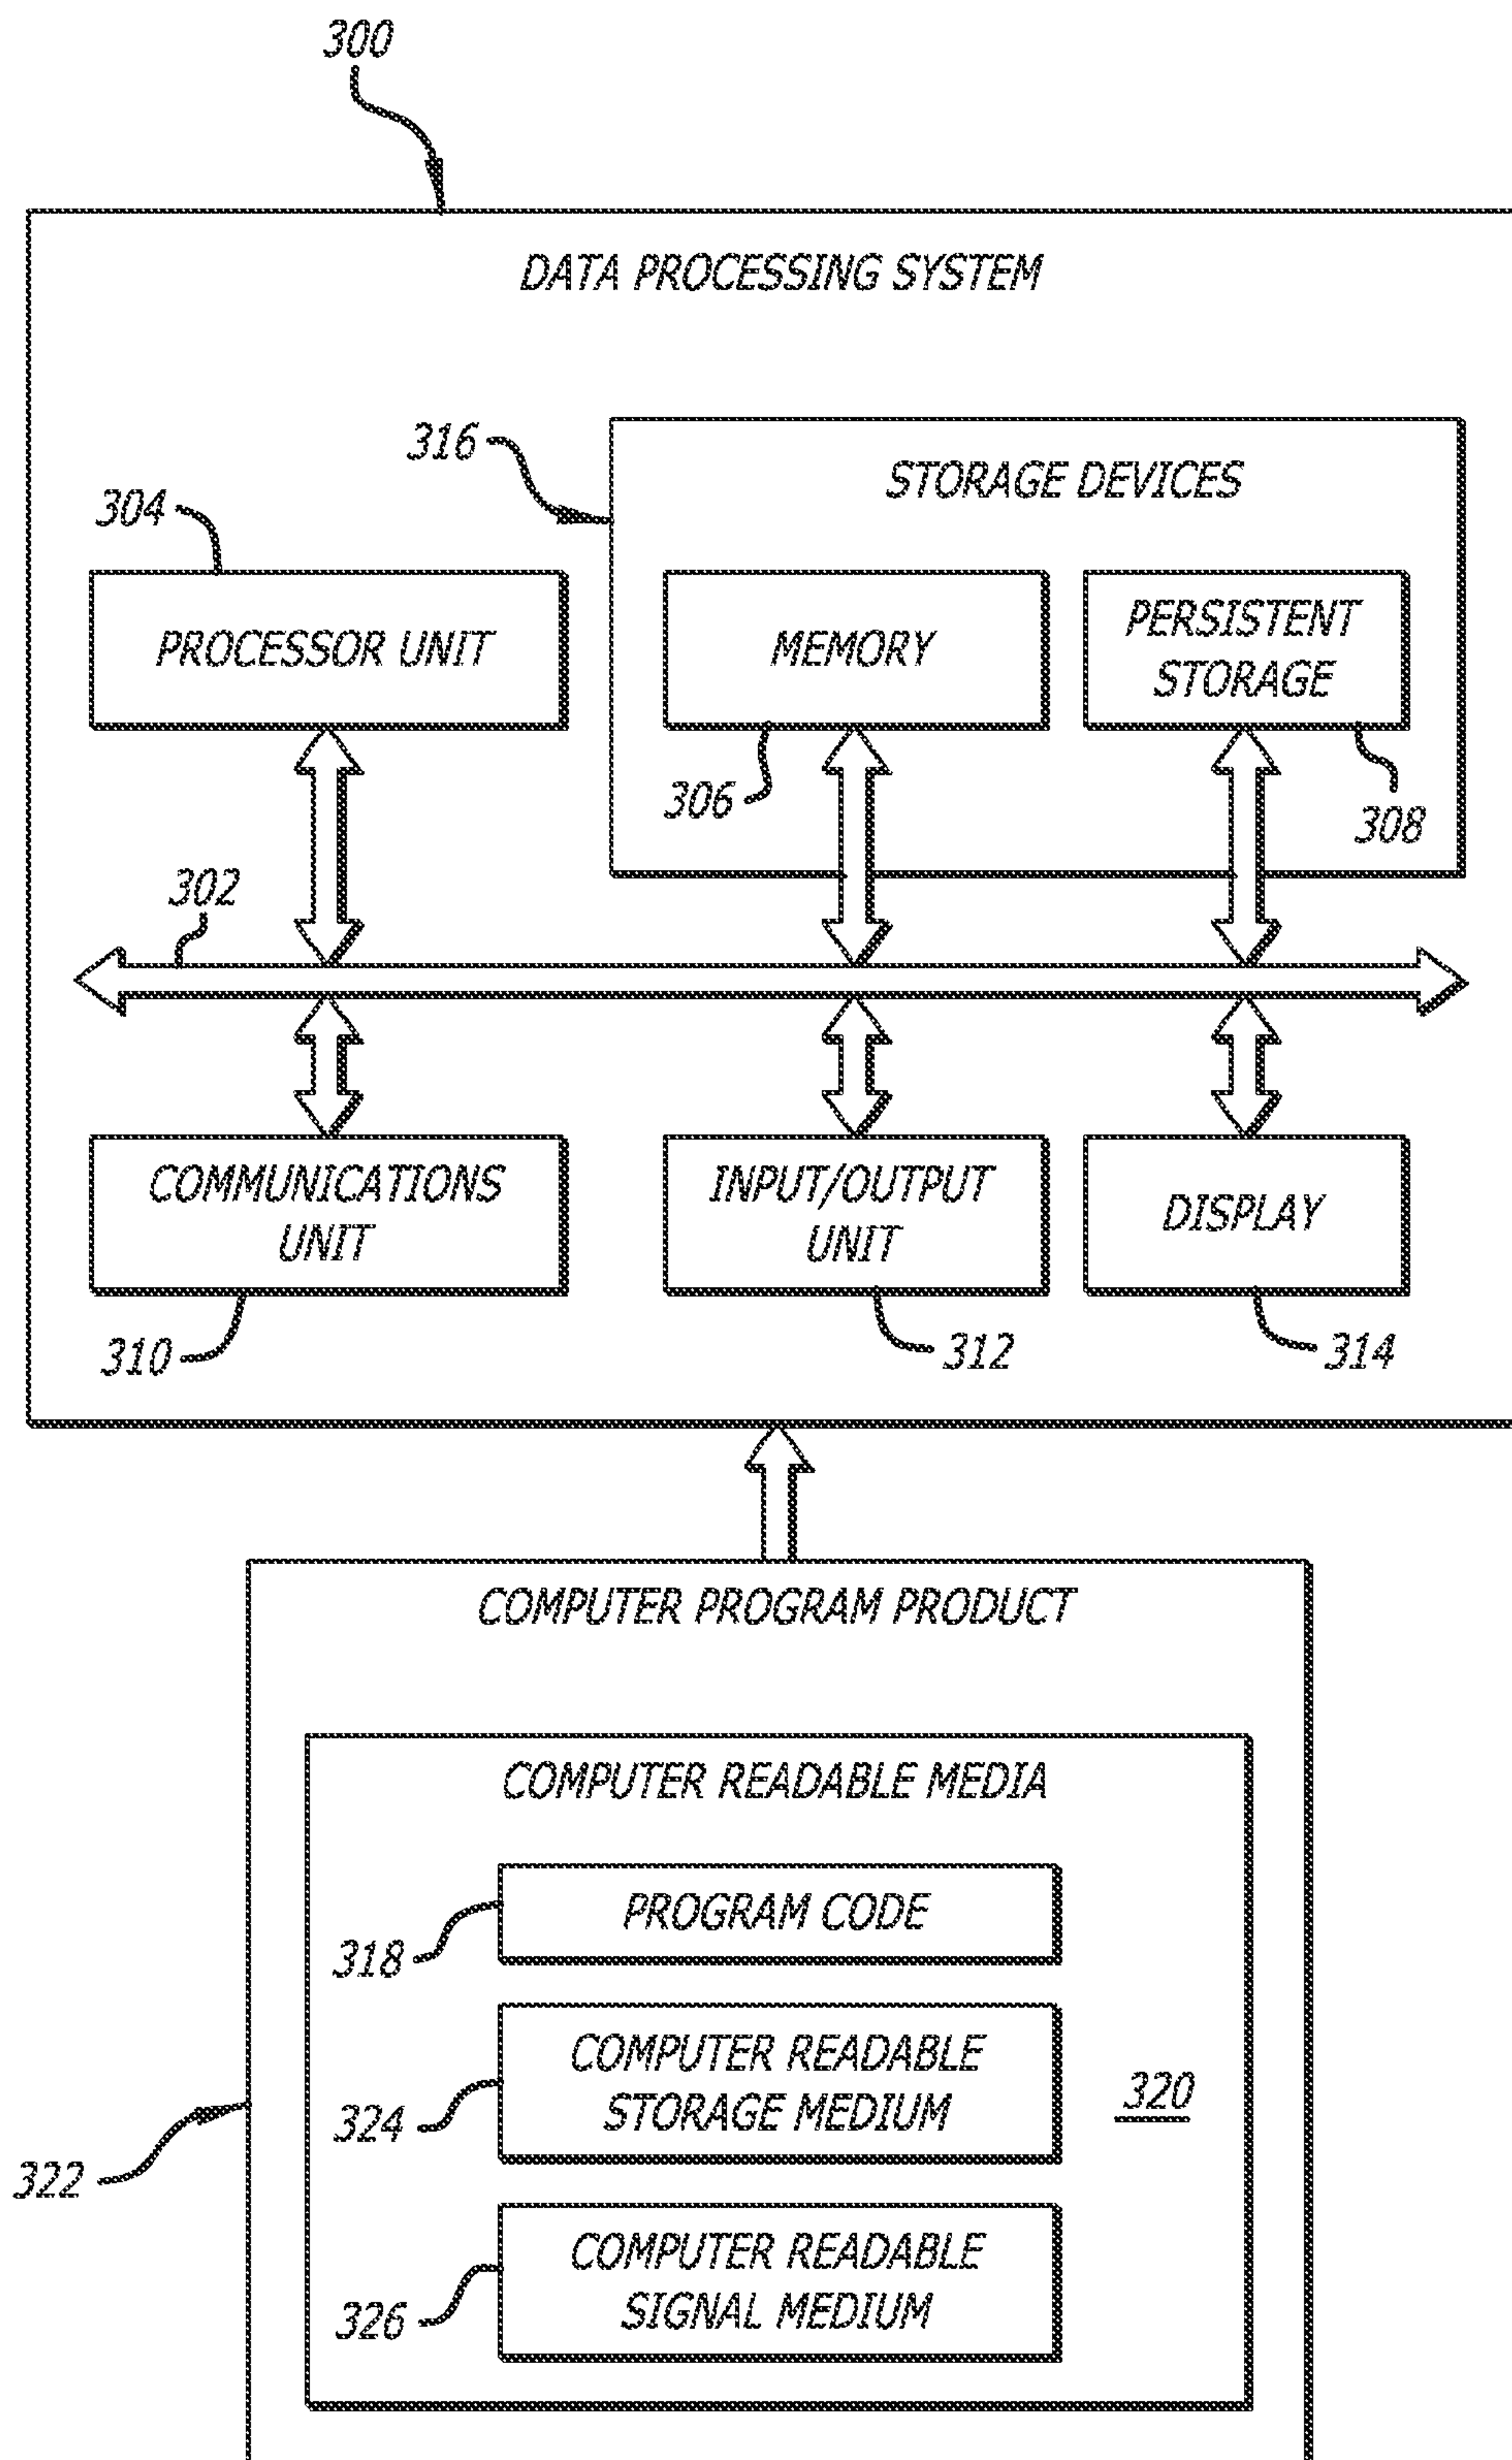 300
DATA PROCESSING SYSTEM
316
STORAGE DEVICES
304
PROCESSOR UNIT
MEMORY
PERSISTENT
STORAGE
306
308
302
COMMUNICATIONS
UNIT
INPUT/OUTPUT
UNIT
DISPLAY
310
312
314
COMPUTER PROGRAM PRODUCT
COMPUTER READABLE MEDIA
PROGRAM CODE
318
COMPUTER READABLE
STORAGE MEDIUM
324
320
322
COMPUTER READABLE
SIGNAL MEDIUM
326